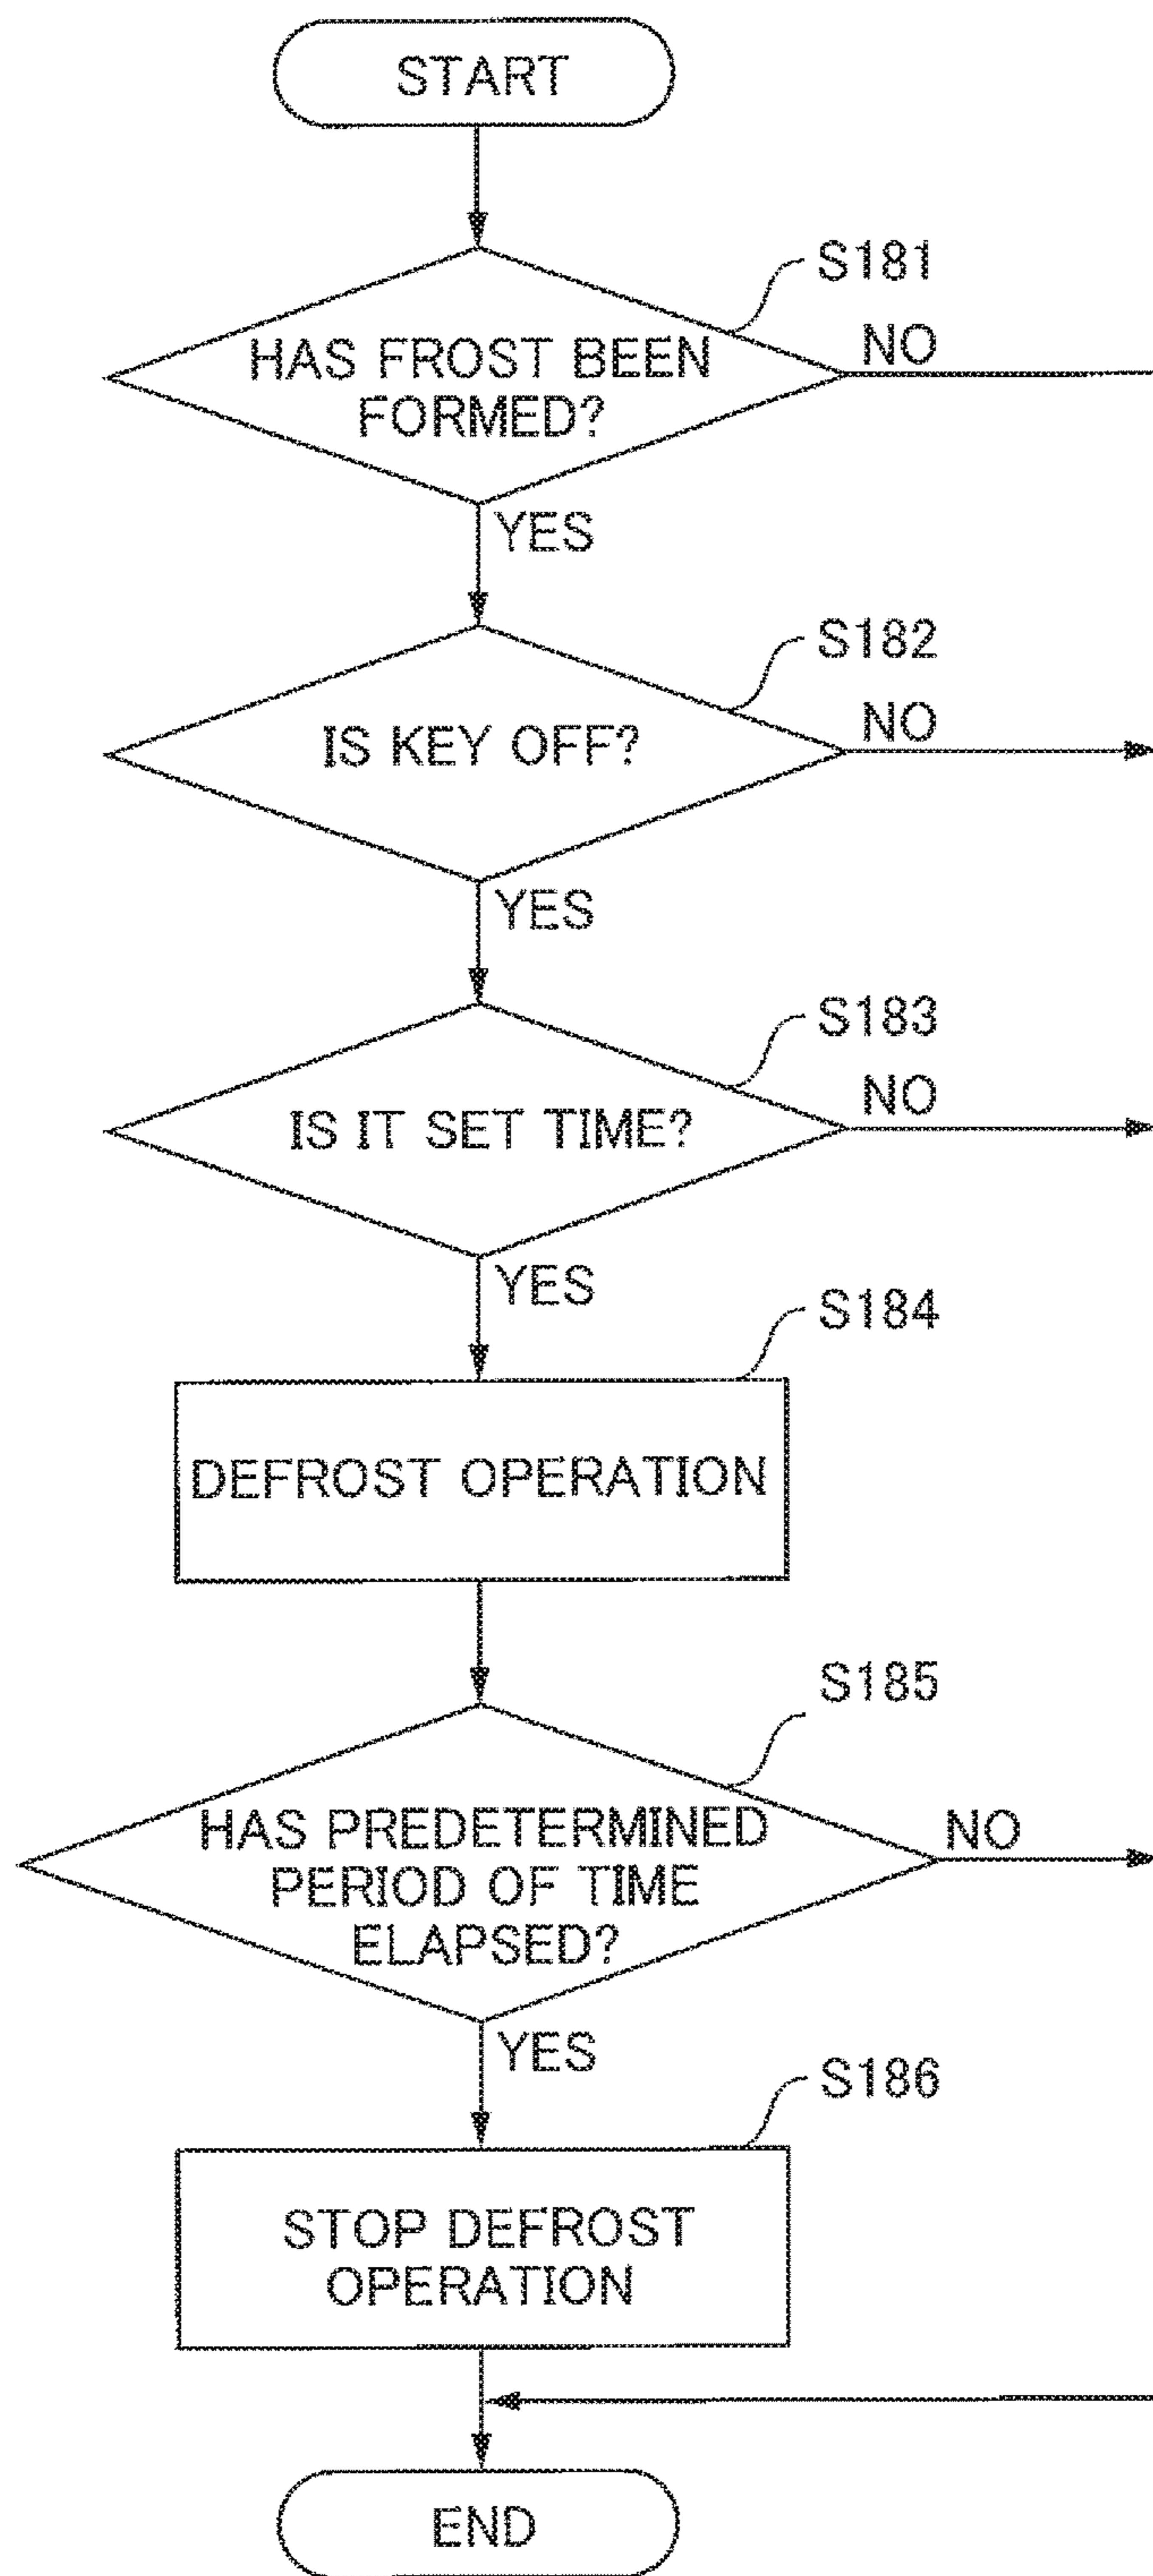 START
S181
NO
HAS FROST BEEN
FORMED?
YES
S182
NO
IS KEY OFF?
YES
S183
NO
IS IT SET TIME?
YES
S184
DEFROST OPERATION
S185
NO
HAS PREDETERMINED
PERIOD OF TIME
ELAPSED?
YES
S186
STOP DEFROST
OPERATION
END